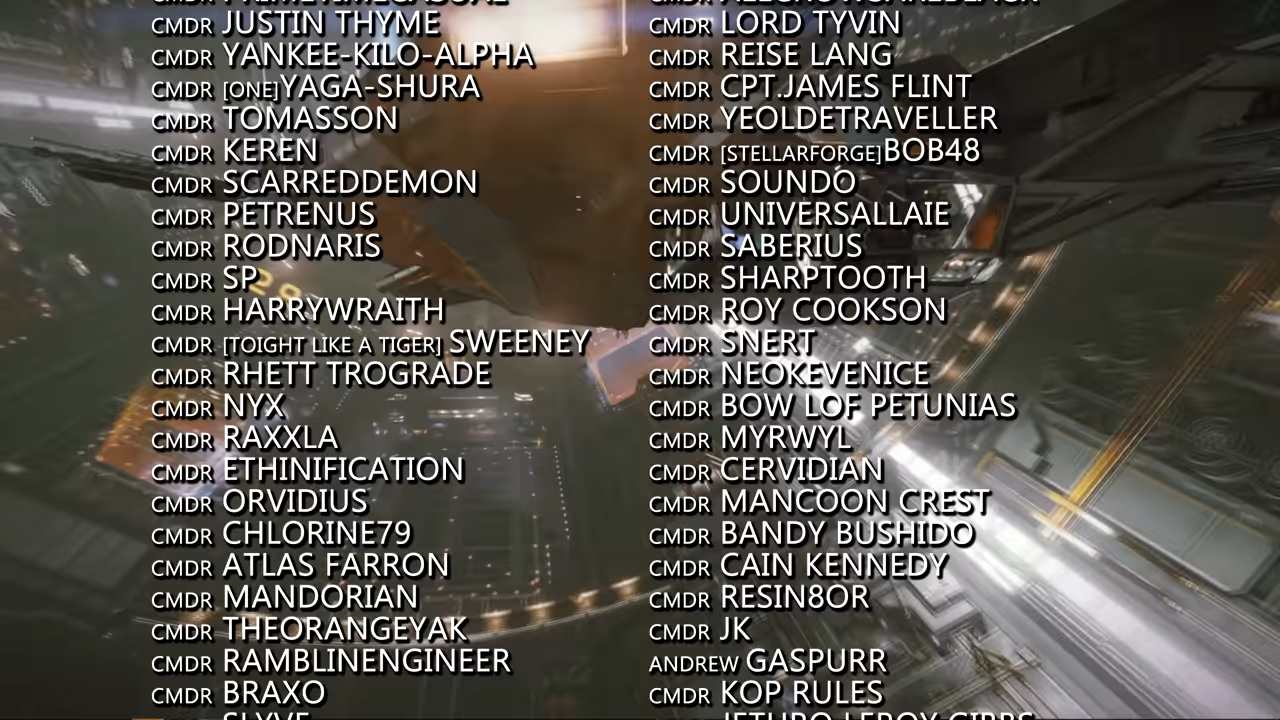 CMDR JUSTIN THYME
CMDR YANKEE-KILO-ALPHA
CMDR [ONE]YAGA-SHURA
CMDR TOMASSON
CMDR KEREN
CMDR SCARREDDEMON
CMDR PETRENUS
CMDR RODNARIS
CMDR SP
CMDR HARRYWRAITH
CMDR [TOIGHT LIKE A TIGER] SWEENEY
CMDR RHETT TROGRADE
CMDR NYX
CMDR RAXXLA
CMDR ETHINIFICATION
CMDR ORVIDIUS
CMDR CHLORINE79
CMDR ATLAS FARRON
CMDR MANDORIAN
CMDR THEORANGEYAK
CMDR RAMBLINENGINEER
CMDR BRAXO
CMDR LORD TYVIN
CMDR REISE LANG
CMDR CPT.JAMES FLINT
CMDR YEOLDETRAVELLER
CMDR [STELLARFORGE]BOB48
CMDR SOUNDO
CMDR UNIVERSALLAIE
CMDR SABERIUS
CMDR SHARPTOOTH
CMDR ROY COOKSON
CMDR SNERT
CMDR NEOKEVENICE
CMDR BOW LOF PETUNIAS
CMDR MYRWYL
CMDR CERVIDIAN
CMDR MANCOON CREST
CMDR BANDY BUSHIDO
CMDR CAIN KENNEDY
CMDR RESIN8OR
CMDR JK
ANDREW GASPURR
CMDR KOP RULES
29